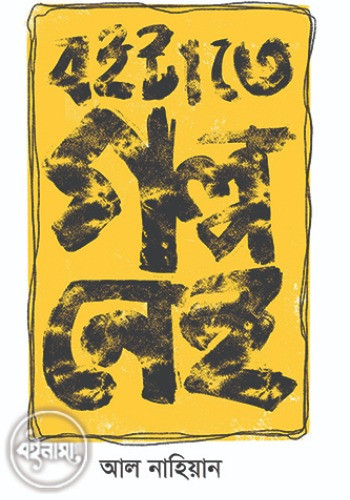 বইটাতে
গল্প
নেই
বইনামা
আল নাহিয়ান